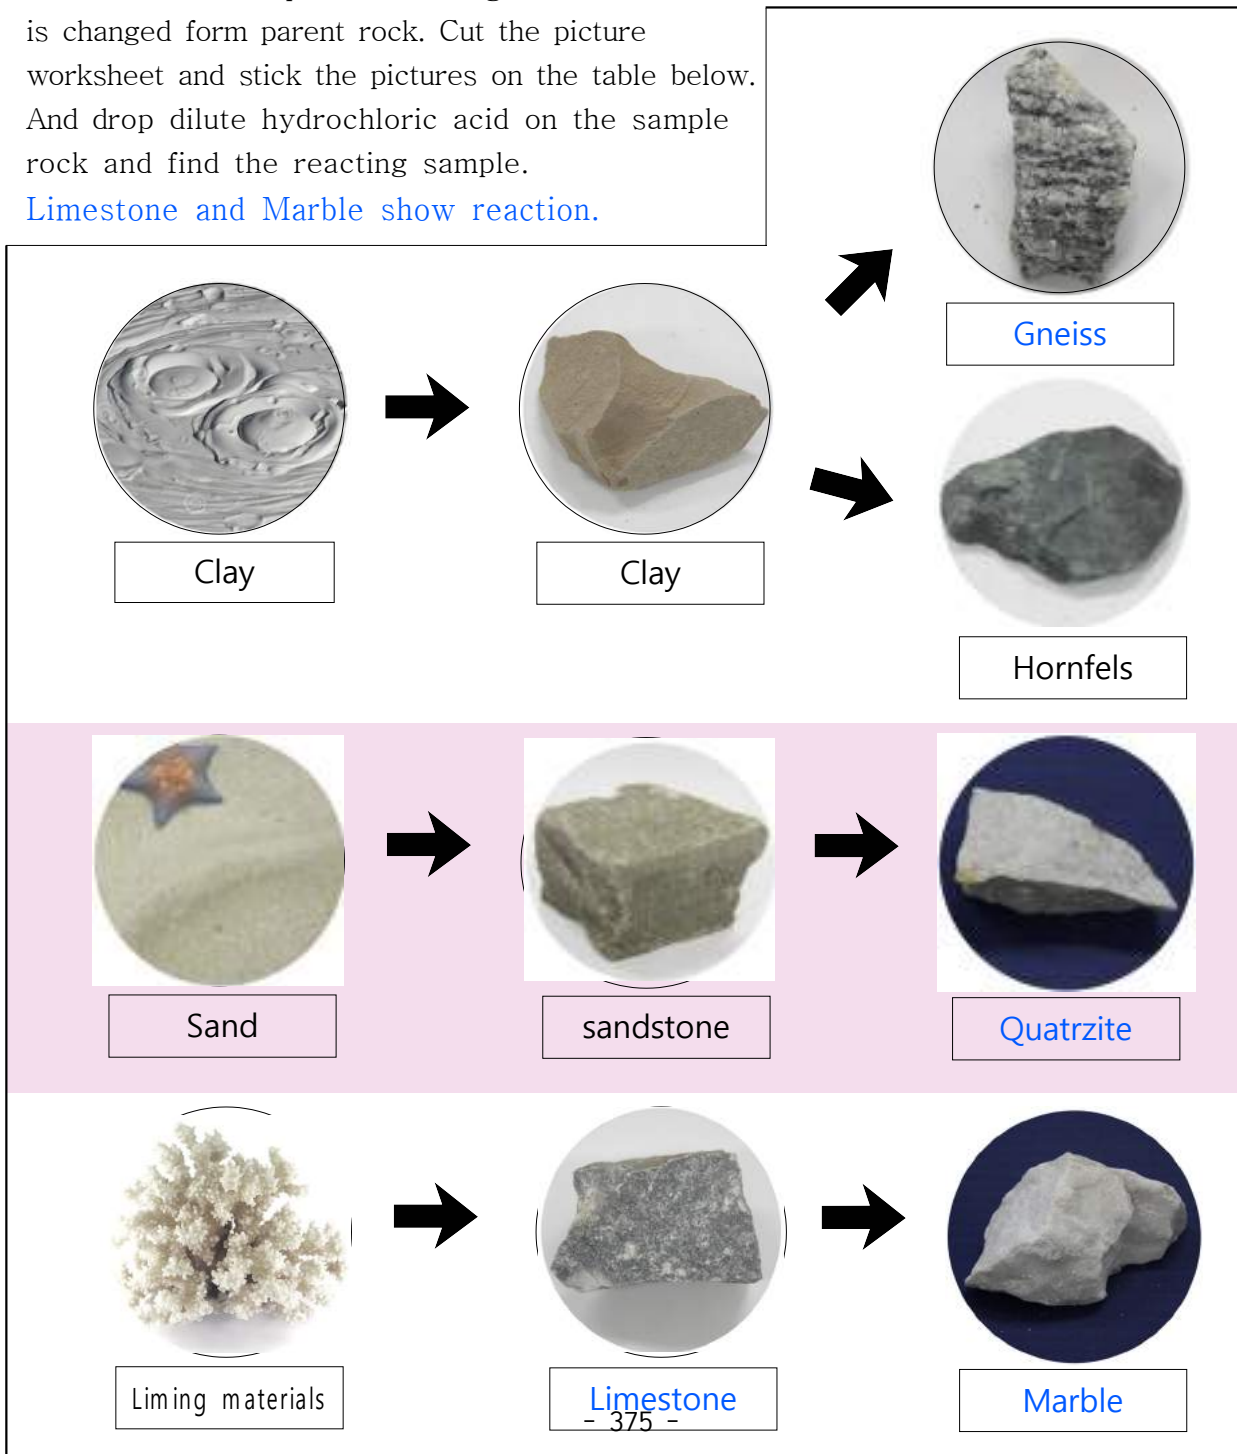 is changed form parent rock. Cut the picture
worksheet and stick the pictures on the table below.
And drop dilute hydrochloric acid on the sample
rock and find the reacting sample.
Limestone and Marble show reaction.
Gneiss
Clay
Clay
Hornfels
Sand
sandstone
Quatrzite
Liming materials
Limestone
Marble
- 375 -